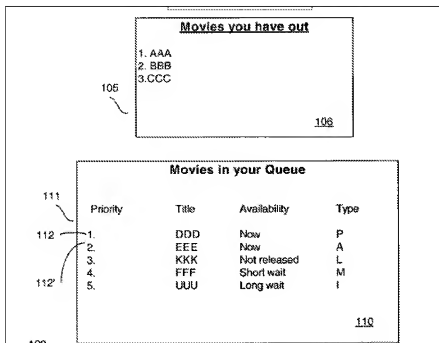 Movies you have out
1. AAA
2. BBB
3.CCC
105
106
Movies in your Queue
111
Priority Title Availability Type
112 1. DDD Now P
2. EEE Now A
3. KKK Not released L
112' 4. FFF Short wait M
5. UUU Long wait I
110